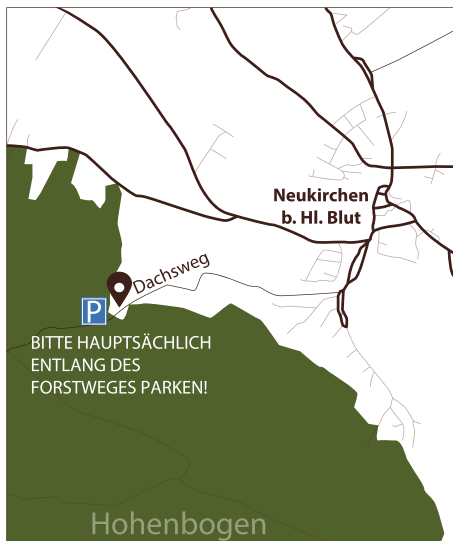 Neukirchen
b. Hl. Blut
Dachsweg
P
BITTE HAUPTSÄCHLICH
ENTLANG DES
FORSTWEGES PARKEN!
Hohenbogen